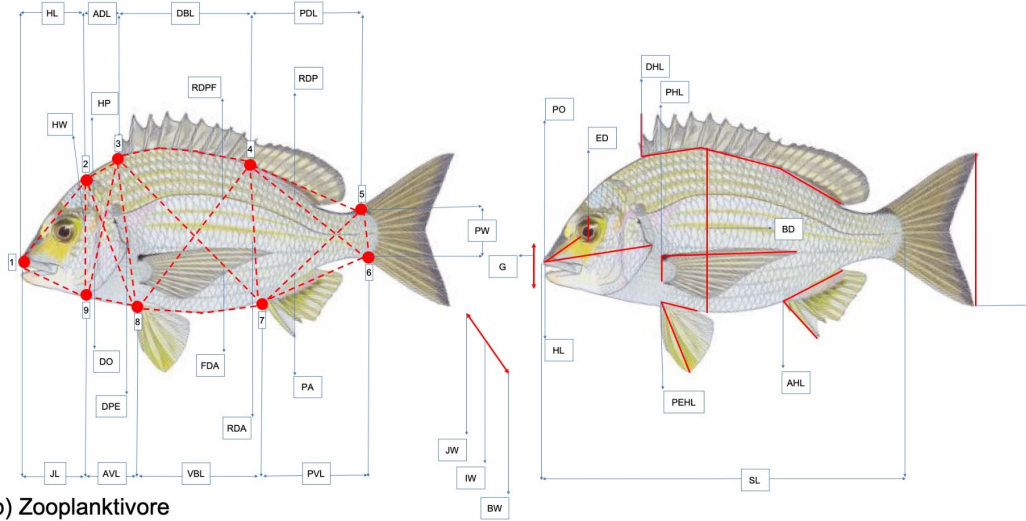 HL
ADL
DBL
PDL
DHL
RDPF
RDP
PHL
HP
PO
HW
ED
3
2
4
5
PW
BD
1
G
6
9
8
7
HL
DO
FDA
PA
AHL
DPE
PEHL
RDA
JW
JL
AVL
VBL
PVL
IW
SL
BW
) Zooplanktivore